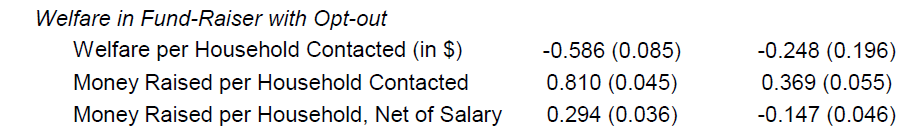 Welfare in Fund-Raiser with Opt-out
Welfare per Household Contacted (in $) -0.586 (0.085) -0.248 (0.196)
Money Raised per Household Contacted 0.810 (0.045) 0.369 (0.055)
Money Raised per Household, Net of Salary 0.294 (0.036) -0.147 (0.046)